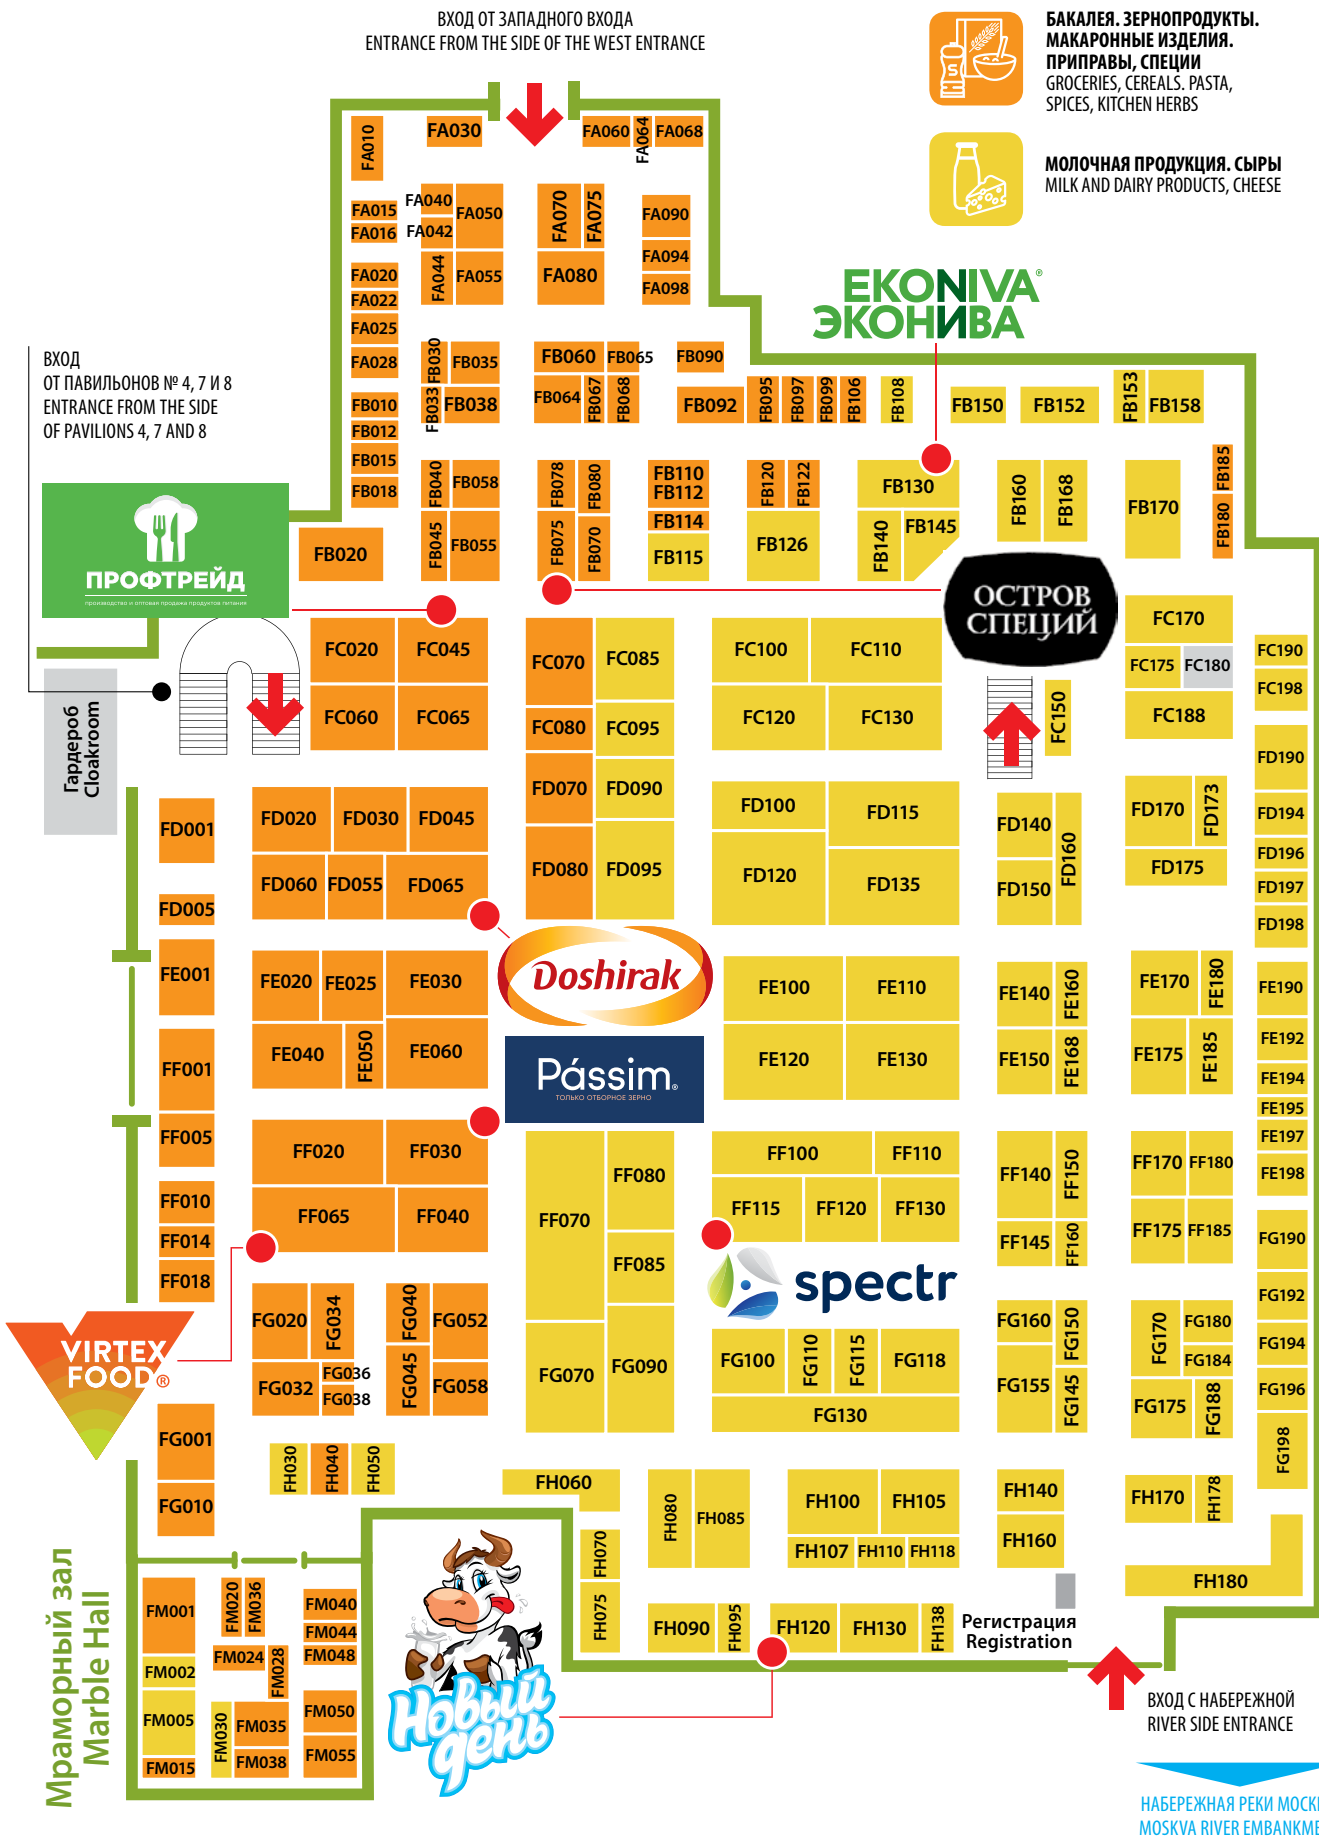 ВХОД ОТ ЗАПАДНОГО ВХОДА
ENTRANCE FROM THE SIDE OF THE WEST ENTRANCE
S
БАКАЛЕЯ. ЗЕРНОПРОДУКТЫ.
МАКАРОННЫЕ ИЗДЕЛИЯ.
ПРИПРАВЫ, СПЕЦИИ
GROCERIES, CEREALS. PASTA,
SPICES, KITCHEN HERBS
МОЛОЧНАЯ ПРОДУКЦИЯ. СЫРЫ
MILK AND DAIRY PRODUCTS, CHEESE
FA010
FA030
FA060
FA064
FA068
FA015
FA016
FA040
FA042
FA050
FA070
FA075
FA090
FA094
FA098
FA020
FA022
FA025
FA028
FA044
FA055
FA080
EKONIVA®
ЭКОНИВА
ВХОД
ОТ ПАВИЛЬОНОВ № 4, 7 И 8
ENTRANCE FROM THE SIDE
OF PAVILIONS 4, 7 AND 8
FB030
FB035
FB033
FB038
FB060
FB065
FB064
FB067
FB068
FB090
FB092
FB095
FB097
FB099
FB106
FB108
FB150
FB152
FB153
FB158
FB010
FB012
FB015
FB018
FB040
FB058
FB045
FB055
FB078
FB080
FB075
FB070
FB110
FB112
FB114
FB115
FB120
FB122
FB126
FB130
FB140
FB145
FB160
FB168
FB170
FB185
FB180
FB020
ПРОФТРЕЙД
производство и оптовая продажа продуктов питания
ОСТРОВ
СПЕЦИЙ
FC020
FC045
FC060
FC065
FC070
FC080
FC085
FC095
FC100
FC110
FC120
FC130
FC150
FC170
FC175
FC180
FC188
FC190
FC198
Гардероб
Cloakroom
FD001
FD005
FD020
FD030
FD045
FD060
FD055
FD065
FD070
FD080
FD090
FD095
FD100
FD115
FD120
FD135
FD140
FD150
FD160
FD170
FD173
FD175
FD190
FD194
FD196
FD197
FD198
Doshirak
FE001
FE020
FE025
FE030
FE040
FE050
FE060
FE100
FE110
FE120
FE130
FE140
FE160
FE150
FE168
FE170
FE180
FE175
FE185
FE190
FE192
FE194
FE195
FE197
FE198
Pássim®
ТОЛЬКО ОТБОРНОЕ ЗЕРНО
FF001
FF005
FF010
FF014
FF018
FF020
FF030
FF065
FF040
FF070
FF080
FF085
FF100
FF110
FF115
FF120
FF130
FF140
FF150
FF145
FF160
FF170
FF180
FF175
FF185
spectr
VIRTEX
FOOD®
FG001
FG010
FG020
FG034
FG032
FG036
FG038
FG040
FG052
FG045
FG058
FG070
FG090
FG100
FG110
FG115
FG118
FG130
FG160
FG150
FG155
FG145
FG170
FG180
FG184
FG175
FG188
FG190
FG192
FG194
FG196
FG198
FH030
FH040
FH050
FH060
FH070
FH075
FH080
FH085
FH090
FH095
FH100
FH105
FH107
FH110
FH118
FH120
FH130
FH138
FH140
FH160
FH170
FH178
FH180
Мраморный зал
Marble Hall
FM001
FM002
FM005
FM015
FM020
FM036
FM024
FM028
FM030
FM035
FM038
FM040
FM044
FM048
FM050
FM055
Новый
день
Регистрация
Registration
ВХОД С НАБЕРЕЖНОЙ
RIVER SIDE ENTRANCE
НАБЕРЕЖНАЯ РЕКИ МОСК
MOSKVA RIVER EMBANKME